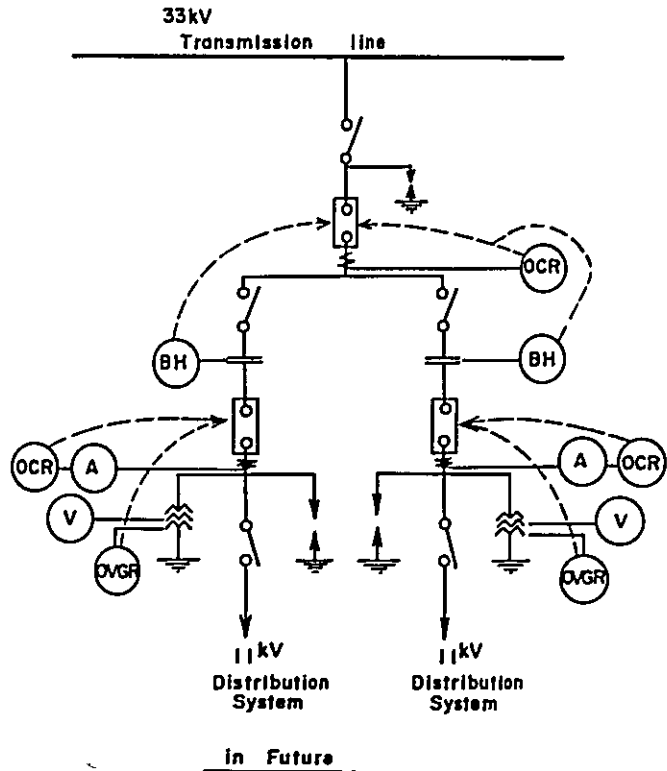 33kV
Transmission line
OCR
BH
BH
OCR A
A OCR
V
V
OVGR
OVGR
11kV
11kV
Distribution
System
Distribution
System
in Future